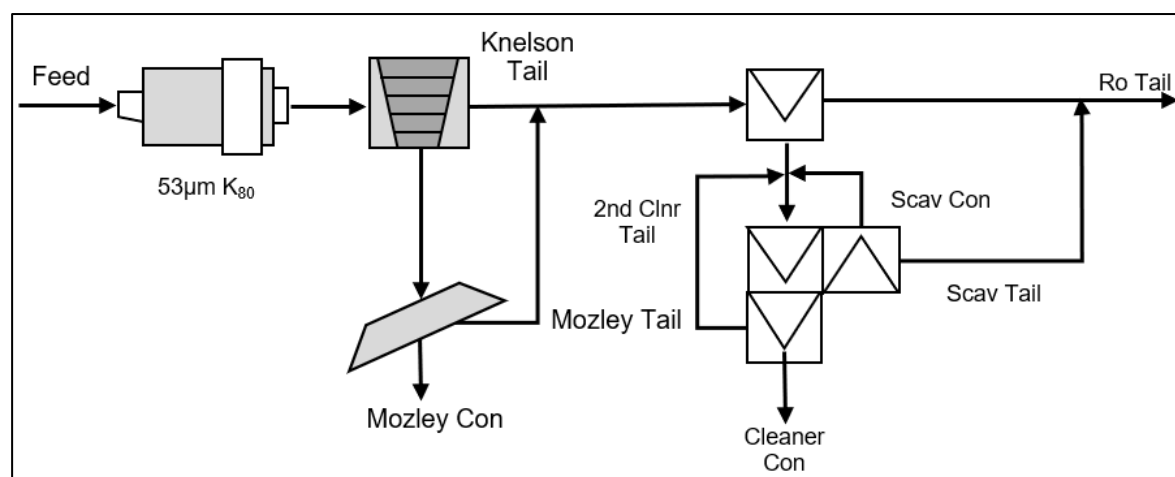 Feed
53µm K₈₀
Knelson
Tail
Ro Tail
2nd Clnr
Tail
Scav Con
Scav Tail
Mozley Tail
Mozley Con
Cleaner
Con